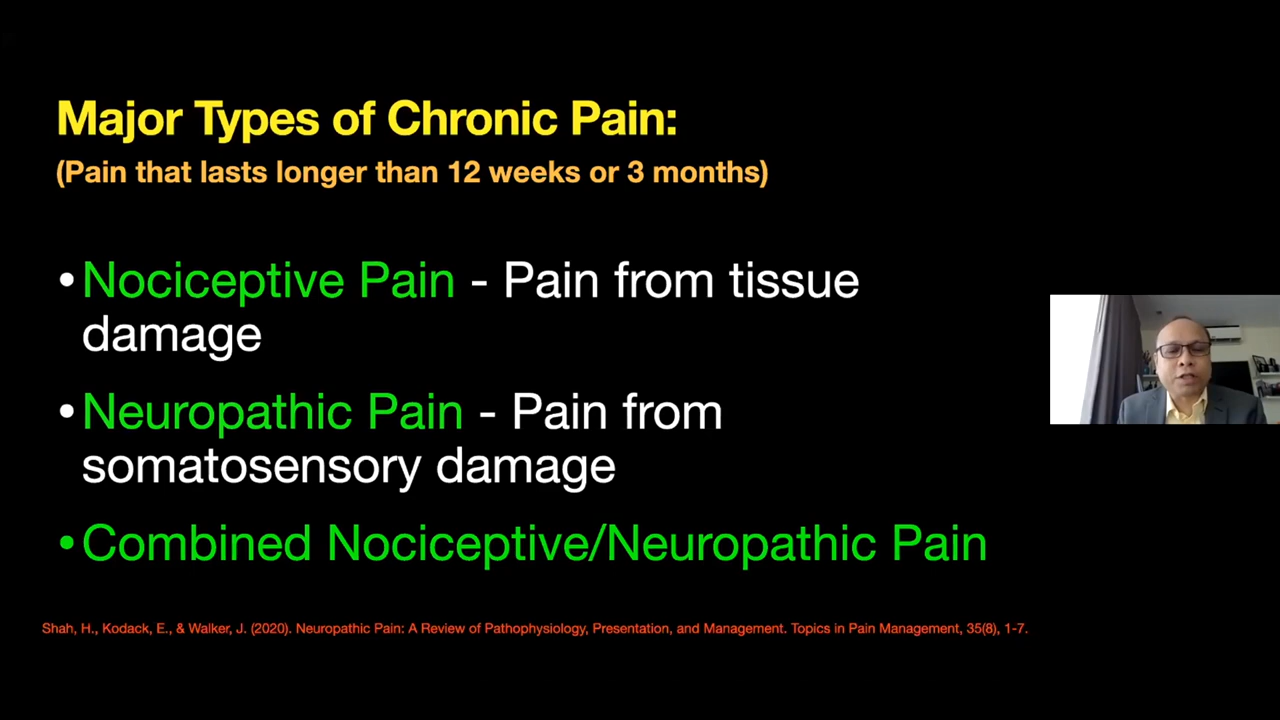 Major Types of Chronic Pain:
(Pain that lasts longer than 12 weeks or 3 months)
•Nociceptive Pain - Pain from tissue
damage
•Neuropathic Pain - Pain from
somatosensory damage
•Combined Nociceptive/Neuropathic Pain
Shah, H., Kodack, E., & Walker, J. (2020). Neuropathic Pain: A Review of Pathophysiology, Presentation, and Management. Topics in Pain Management, 35(8), 1-7.